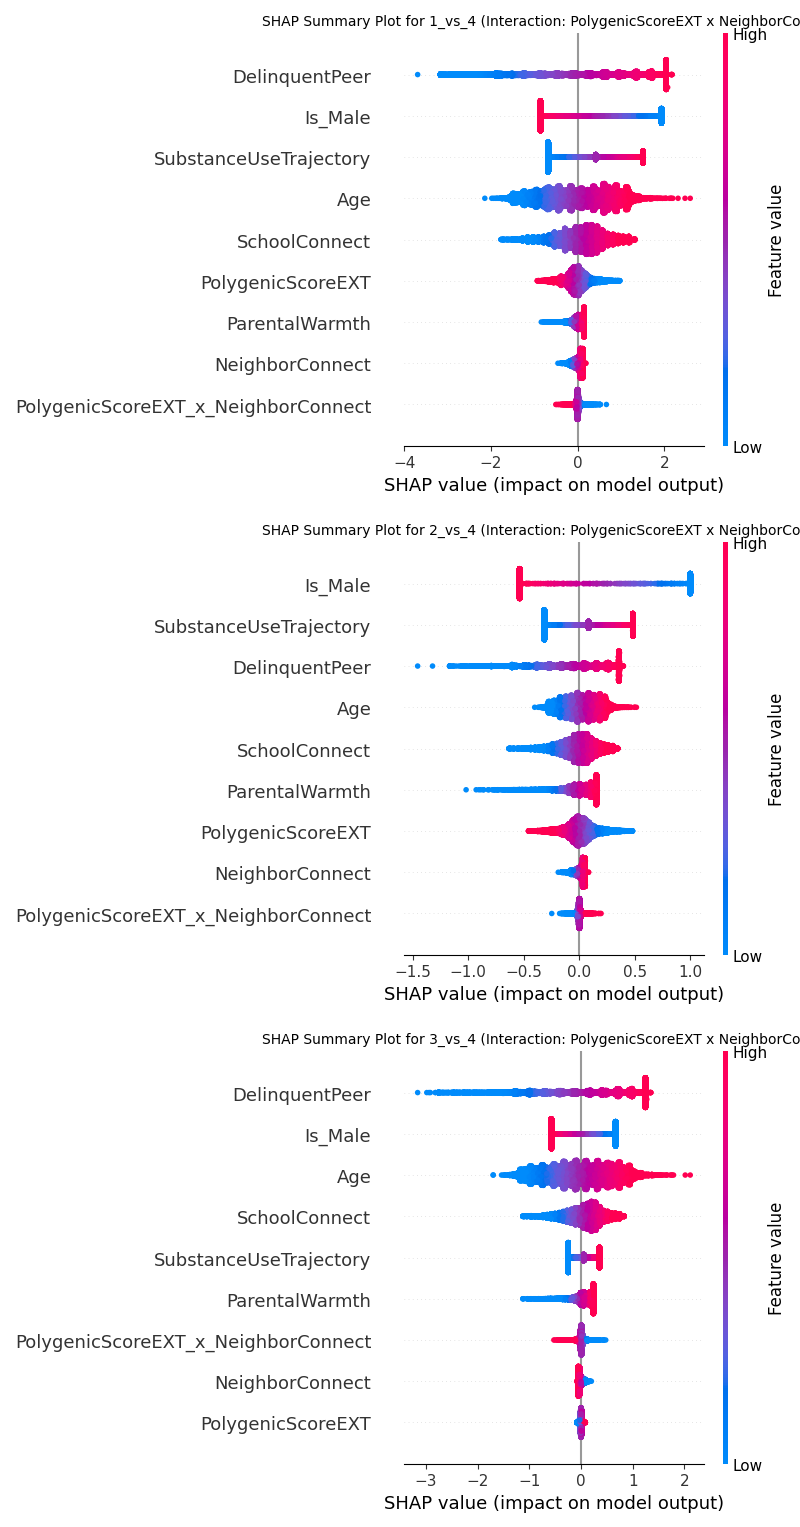 SHAP Summary Plot for 1_vs_4 (Interaction: PolygenicScoreEXT x NeighborCo
High
DelinquentPeer
Is_Male
SubstanceUseTrajectory
Age
SchoolConnect
PolygenicScoreEXT
ParentalWarmth
NeighborConnect
PolygenicScoreEXT_x_NeighborConnect
Feature value
Low
−4 −2 0 2
SHAP value (impact on model output)
SHAP Summary Plot for 2_vs_4 (Interaction: PolygenicScoreEXT x NeighborCo
High
Is_Male
SubstanceUseTrajectory
DelinquentPeer
Age
SchoolConnect
ParentalWarmth
PolygenicScoreEXT
NeighborConnect
PolygenicScoreEXT_x_NeighborConnect
Feature value
Low
−1.5 −1.0 −0.5 0.0 0.5 1.0
SHAP value (impact on model output)
SHAP Summary Plot for 3_vs_4 (Interaction: PolygenicScoreEXT x NeighborCo
High
DelinquentPeer
Is_Male
Age
SchoolConnect
SubstanceUseTrajectory
ParentalWarmth
PolygenicScoreEXT_x_NeighborConnect
NeighborConnect
PolygenicScoreEXT
Feature value
Low
−3 −2 −1 0 1 2
SHAP value (impact on model output)